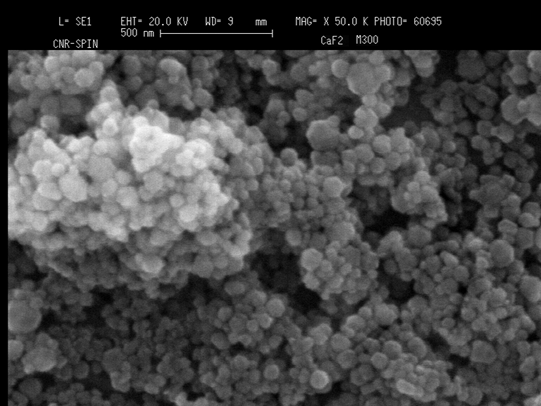 L= SE1 EHT= 20.0 KV WD= 9 mm MAG= X 50.0 K PHOTO= 60695
500 nm
CNR-SPIN CaF2 M300